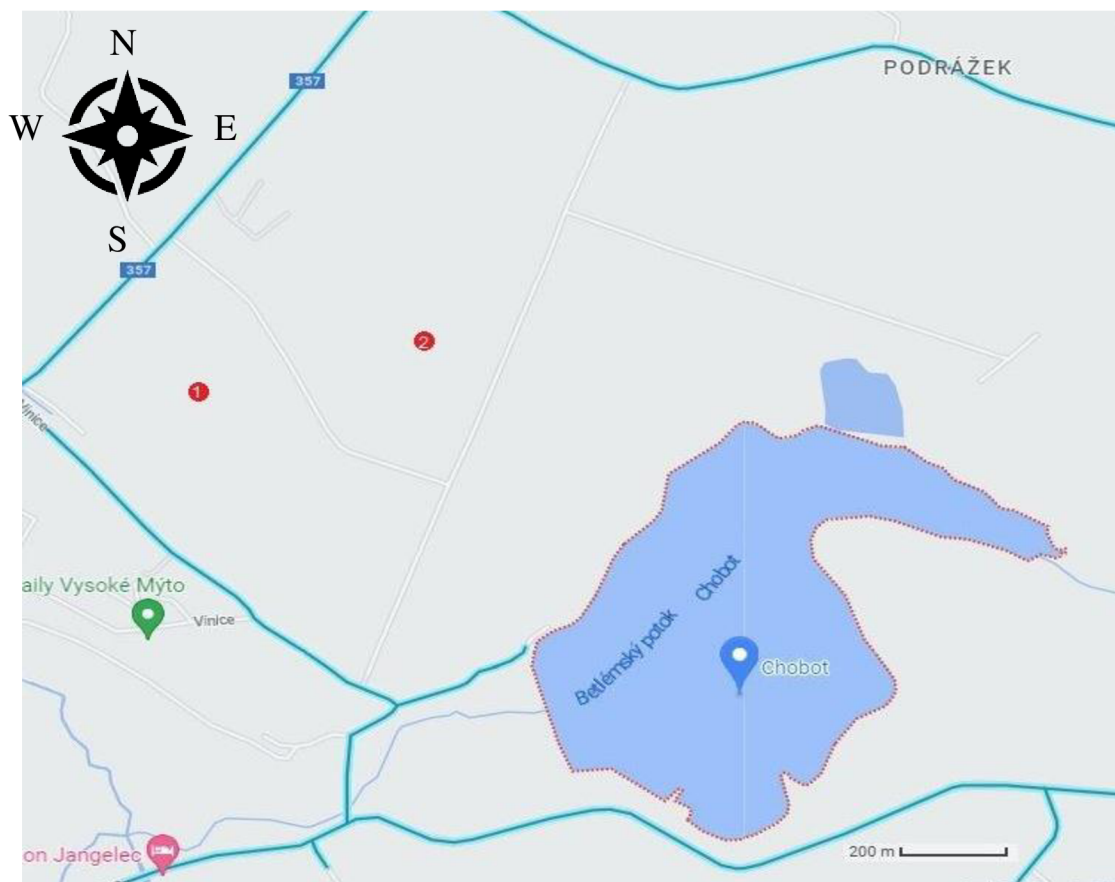 N
PODRÁŽEK
357
W
E
S
357
2
1
Vinice
aily Vysoké Mýto
Vinice
Betlémský potok
Chobot
Chobot
on Jangelec
200 m